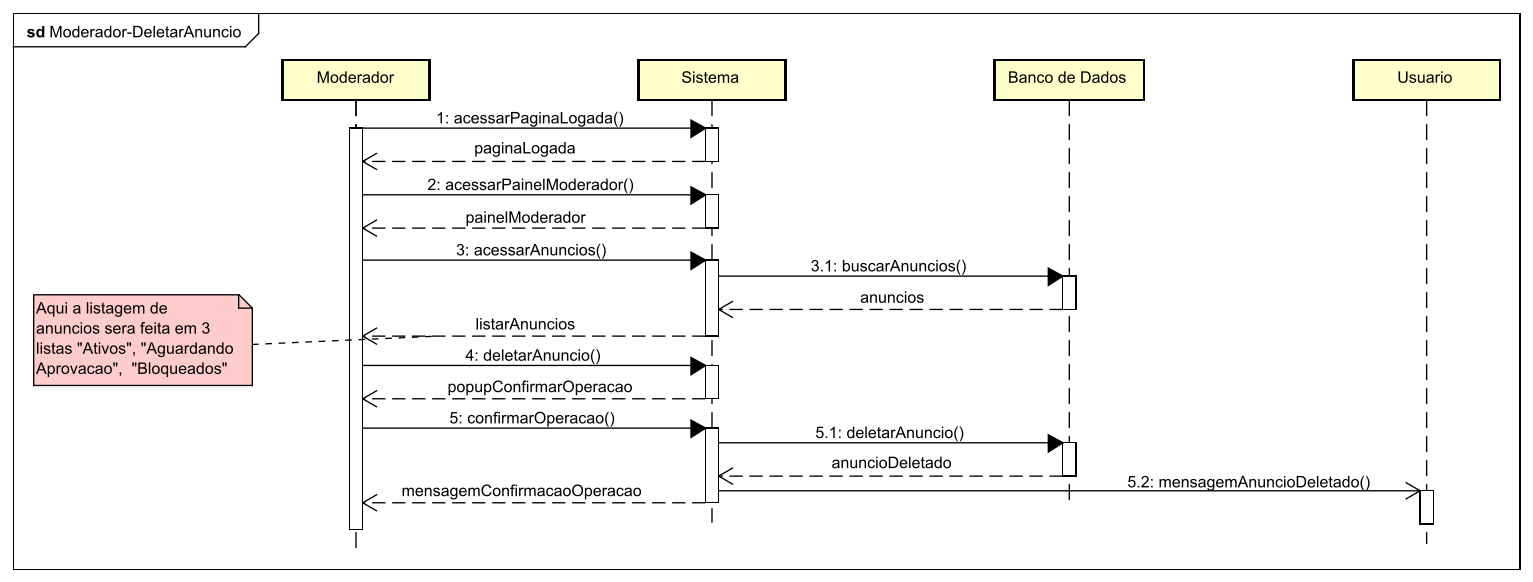 sd Moderador-DeletarAnuncio
Moderador
Sistema
Banco de Dados
Usuario
1: acessarPaginaLogada()
paginaLogada
2: acessarPainelModerador()
painelModerador
3: acessarAnuncios()
3.1: buscarAnuncios()
anuncios
listarAnuncios
Aqui a listagem de
anuncios sera feita em 3
listas "Ativos", "Aguardando
Aprovacao",  "Bloqueados"
4: deletarAnuncio()
popupConfirmarOperacao
5: confirmarOperacao()
5.1: deletarAnuncio()
anuncioDeletado
5.2: mensagemAnuncioDeletado()
mensagemConfirmacaoOperacao